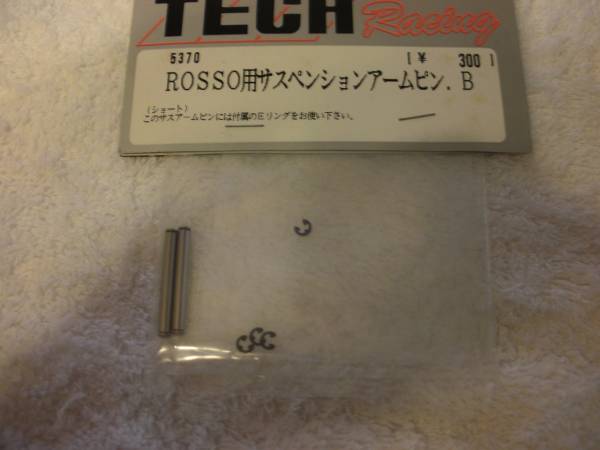 TECH
Racing
5370 [¥ 300]
ROSSO用サスペンションアームピン.B
(ショート)
このサスアームピンには付属のEリングをお使い下さい。